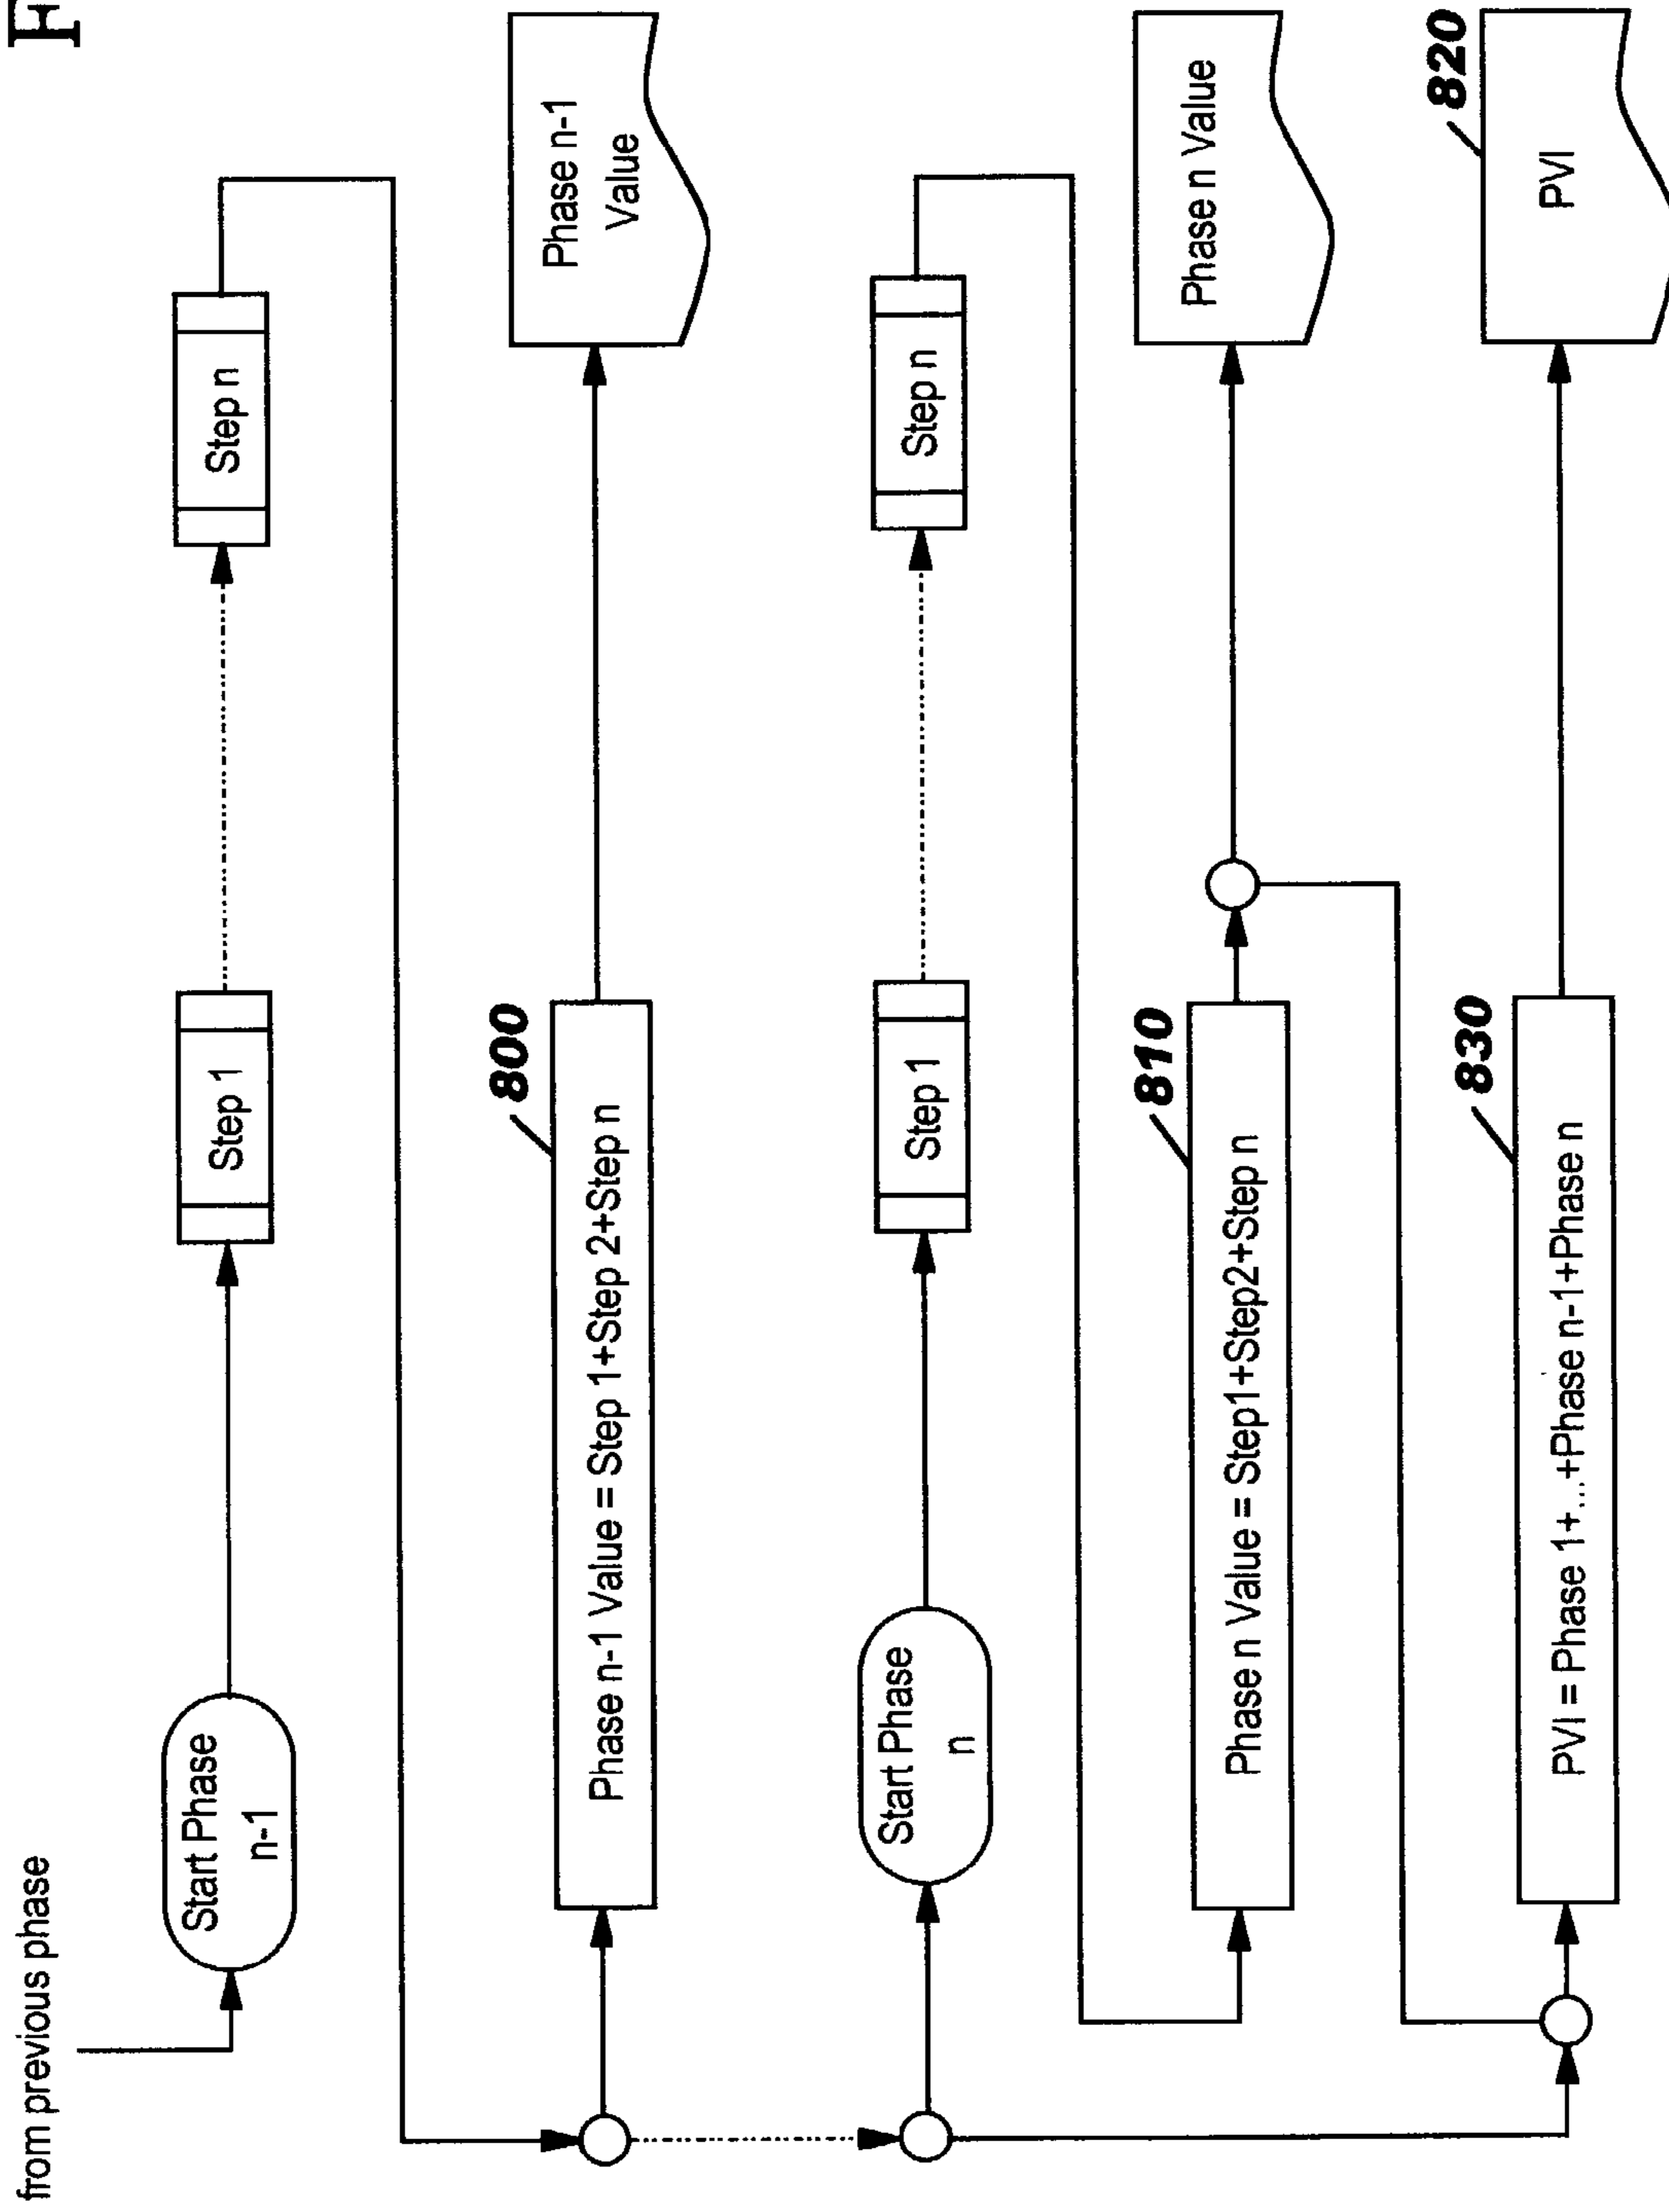 F
from previous phase
Start Phase
n-1
Step 1
Step n
800
Phase n-1 Value = Step 1+Step 2+Step n
Phase n-1
Value
Start Phase
n
Step 1
Step n
810
Phase n Value = Step1+Step2+Step n
Phase n Value
830
PVI = Phase 1+...+Phase n-1+Phase n
820
PVI